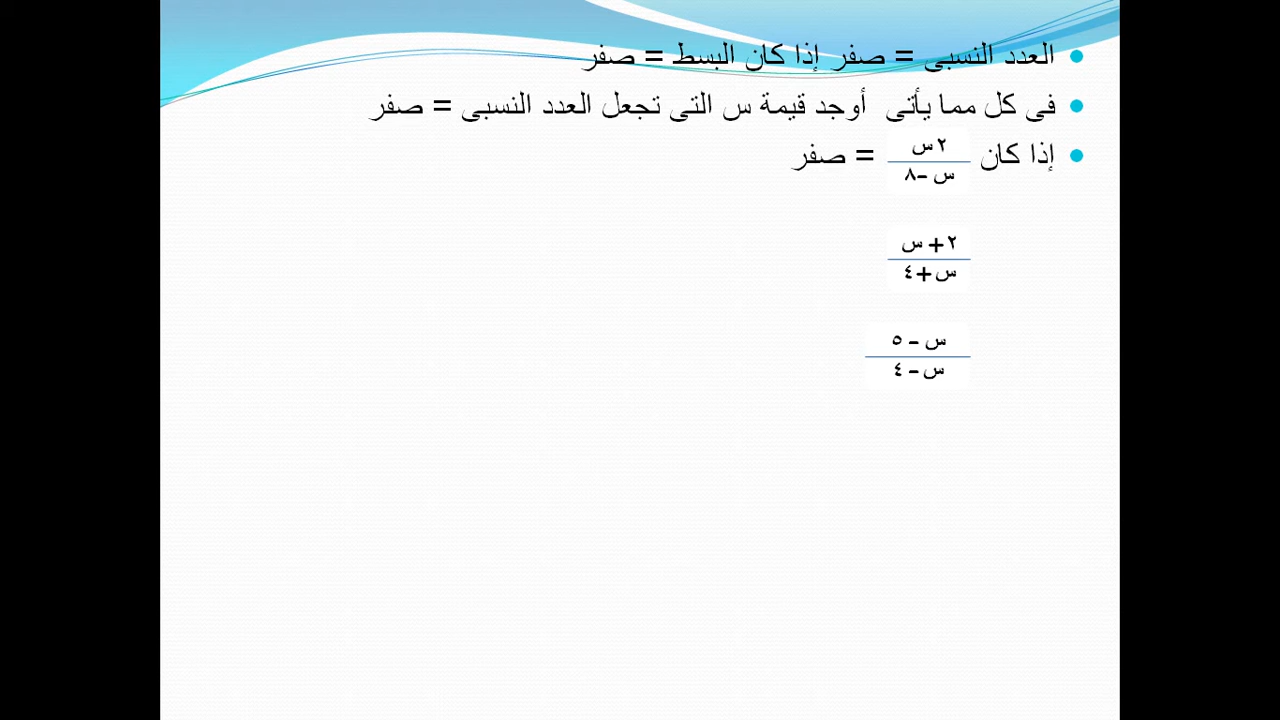 العدد النسبى = صفر إذا كان البسط = صفر
فى كل مما يأتى أوجد قيمة س التى تجعل العدد النسبى = صفر
إذا كان ٢س / س -٨ = صفر
٢+ س / س+٤
س - ٥ / س - ٤